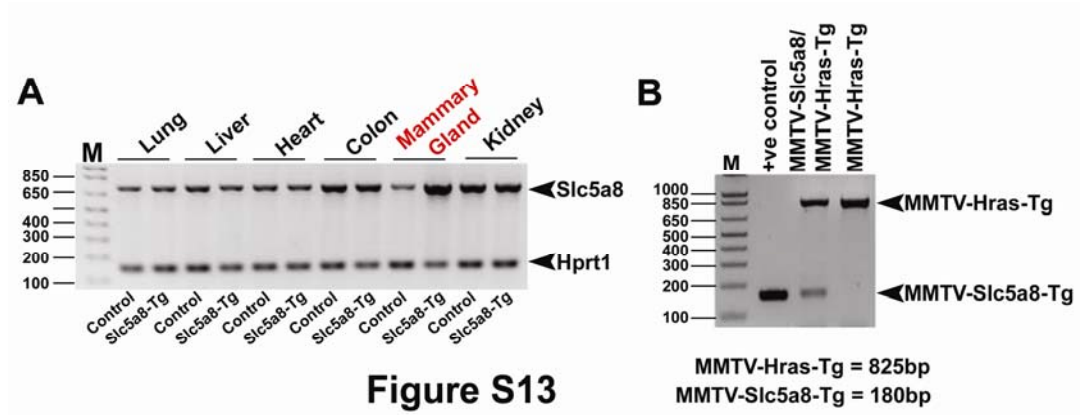 A
M
Lung
Liver
Heart
Colon
Mammary
Gland
Kidney
850
650
400
300
200
100
Slc5a8
Hprt1
Control
Slc5a8-Tg
Control
Slc5a8-Tg
Control
Slc5a8-Tg
Control
Slc5a8-Tg
Control
Slc5a8-Tg
Control
Slc5a8-Tg
B
M
+ve control
MMTV-Slc5a8/
MMTV-Hras-Tg
MMTV-Hras-Tg
1000
850
650
500
400
300
200
100
MMTV-Hras-Tg
MMTV-Slc5a8-Tg
MMTV-Hras-Tg = 825bp
MMTV-Slc5a8-Tg = 180bp
Figure S13